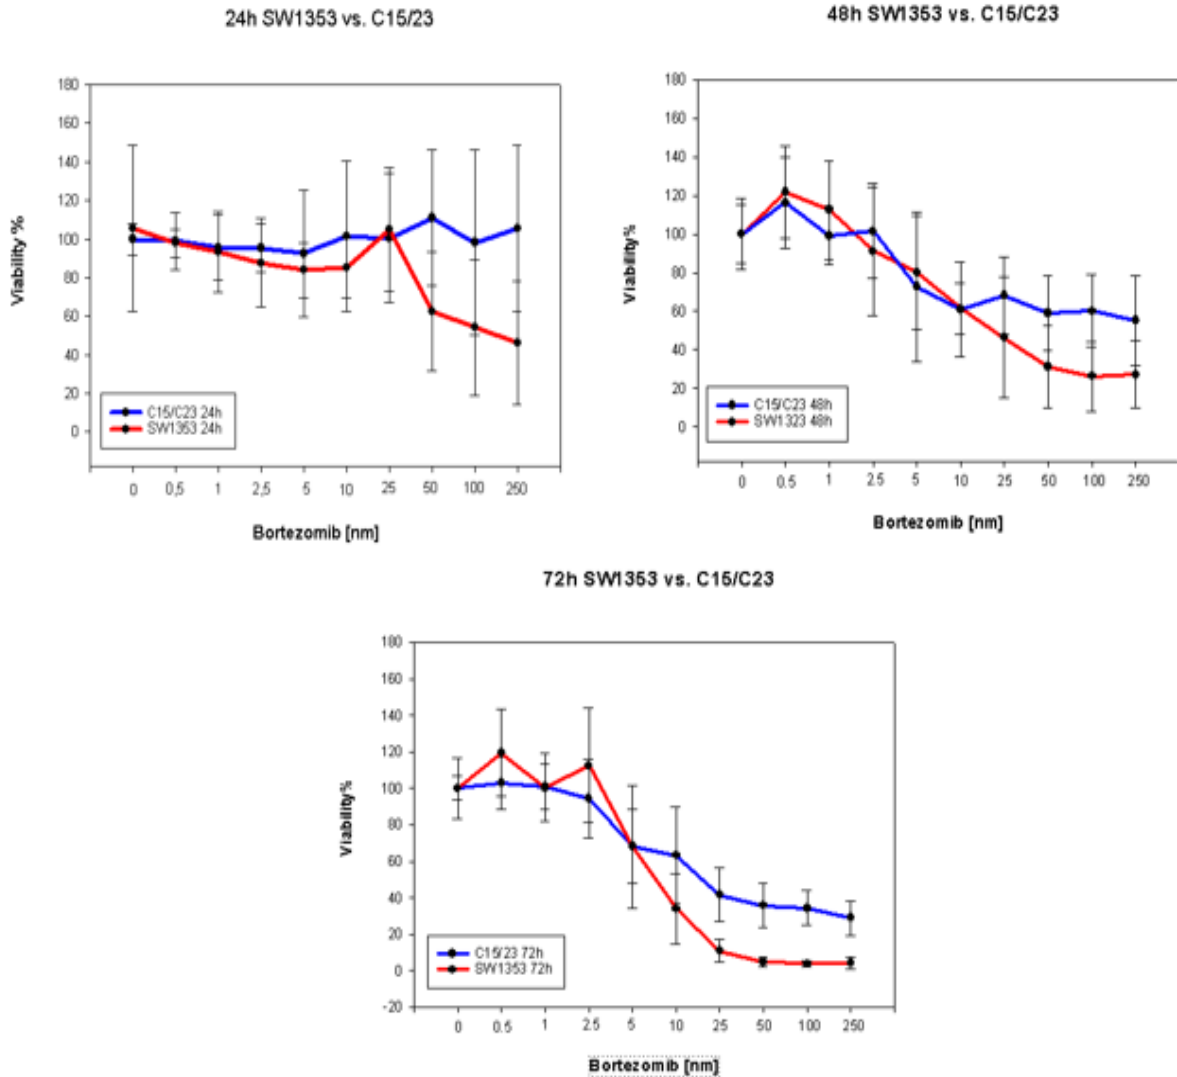 24h SW1353 vs. C15/23
180
160
140
120
100
80
60
40
20
0
Viability %
C15/C23 24h
SW1353 24h
0 0,5 1 2,5 5 10 25 50 100 250
Bortezomib [nm]
48h SW1353 vs. C15/C23
180
160
140
120
100
80
60
40
20
0
Viability%
C15/C23 48h
SW1323 48h
0 0.5 1 2.5 5 10 25 50 100 250
Bortezomib [nm]
72h SW1353 vs. C15/C23
180
160
140
120
100
80
60
40
20
0
-20
Viability%
C15/23 72h
SW1353 72h
0 0.5 1 2.5 5 10 25 50 100 250
Bortezomib [nm]